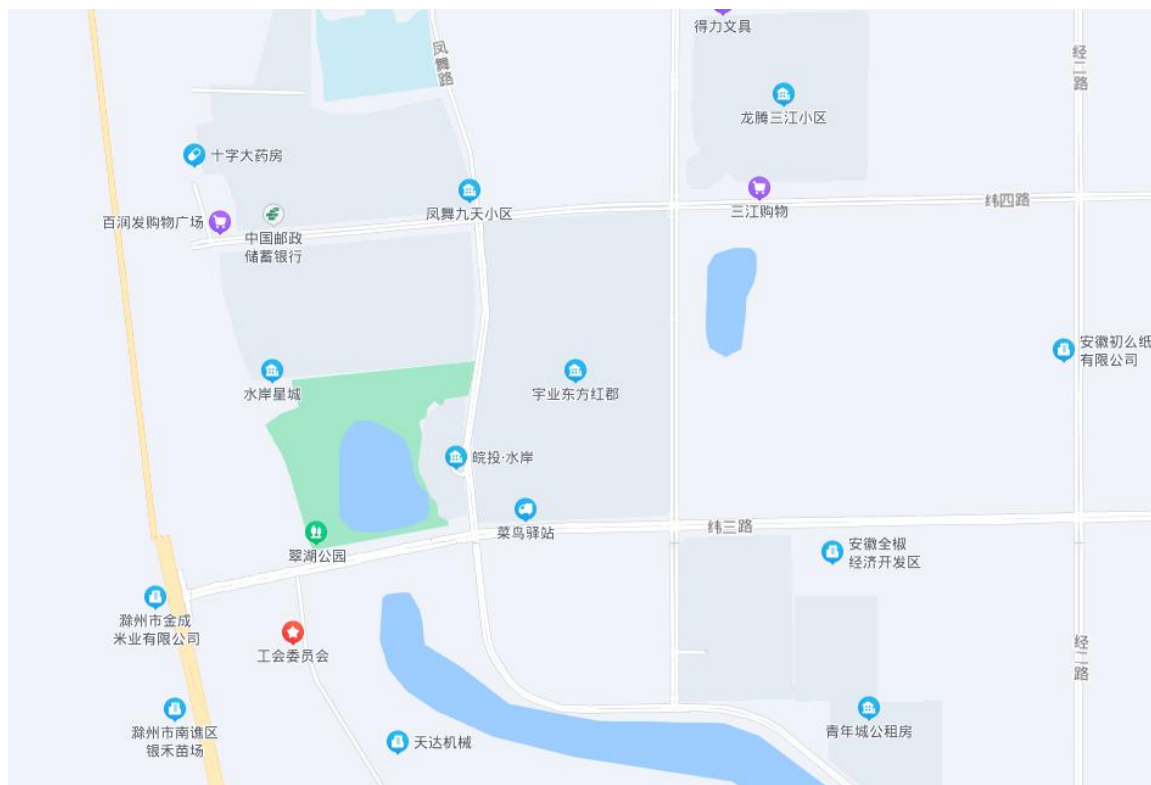 得力文具
凤舞路
经二路
龙腾三江小区
十字大药房
凤舞九天小区
三江购物
纬四路
百润发购物广场
中国邮政
储蓄银行
安徽初么纸
有限公司
水岸星城
宇业东方红郡
皖投·水岸
菜鸟驿站
纬三路
翠湖公园
安徽全椒
经济开发区
滁州市金成
米业有限公司
工会委员会
经二路
滁州市南谯区
银禾苗场
天达机械
青年城公租房